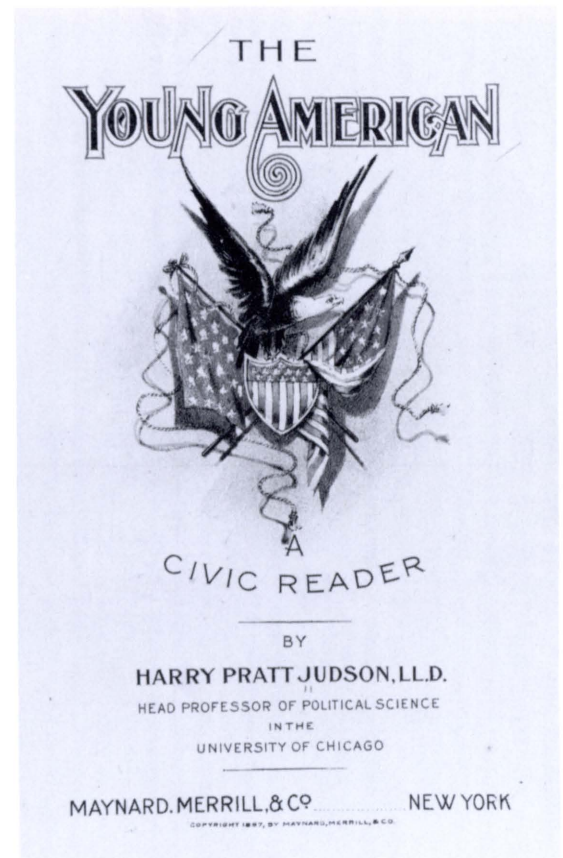 THE
YOUNG AMERICAN
A
CIVIC READER
BY
HARRY PRATT JUDSON, LL.D.
HEAD PROFESSOR OF POLITICAL SCIENCE
IN THE
UNIVERSITY OF CHICAGO
MAYNARD, MERRILL, & Cº. NEW YORK
COPYRIGHT 1897, BY MAYNARD, MERRILL, & CO.